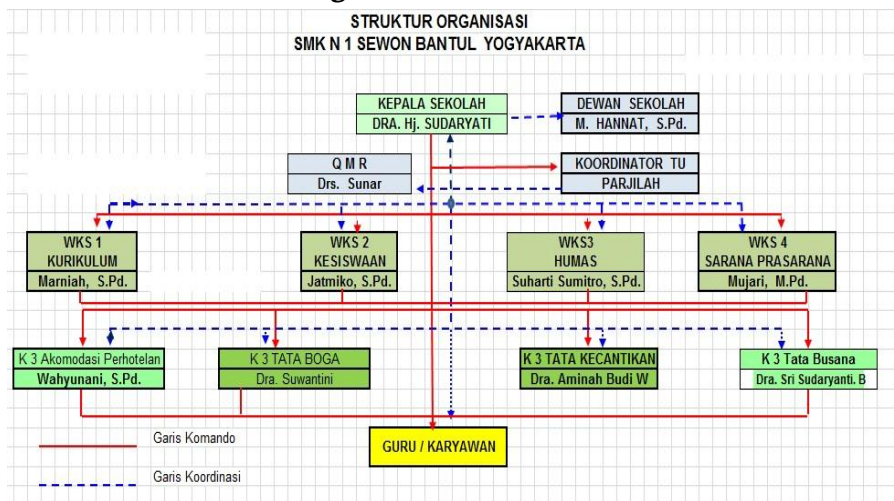 STRUKTUR ORGANISASI
SMK N 1 SEWON BANTUL YOGYAKARTA
KEPALA SEKOLAH
DRA. Hj. SUDARYATI
DEWAN SEKOLAH
M. HANNAT, S.Pd.
Q M R
Drs. Sunar
KOORDINATOR TU
PARJILAH
WKS 1
KURIKULUM
Marniah, S.Pd.
WKS 2
KESISWAAN
Jatmiko, S.Pd.
WKS3
HUMAS
Suharti Sumitro, S.Pd.
WKS 4
SARANA PRASARANA
Mujari, M.Pd.
K 3 Akomodasi Perhotelan
Wahyunani, S.Pd.
K 3 TATA BOGA
Dra. Suwantini
K 3 TATA KECANTIKAN
Dra. Aminah Budi W
K 3 Tata Busana
Dra. Sri Sudaryanti. B
GURU / KARYAWAN
Garis Komando
Garis Koordinasi